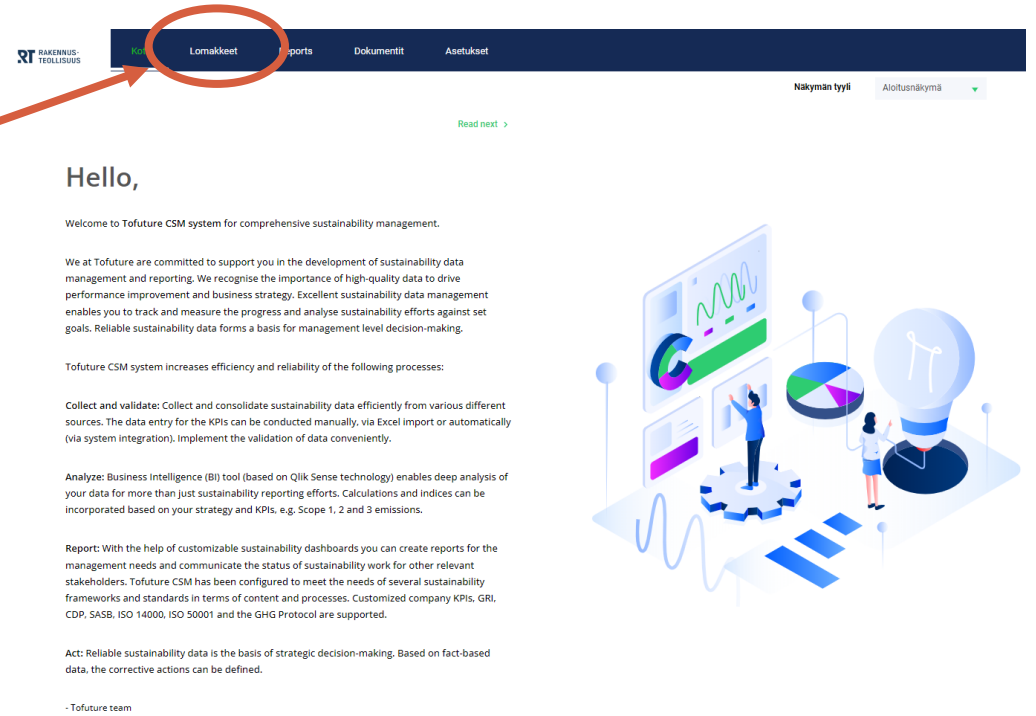 RAKENNUS-
TEOLLISUUS
Lomakkeet
Dokumentit
Asetukset
Näkymän tyyli
Aloitusnäkymä
Read next >
Hello,
Welcome to Tofuture CSM system for comprehensive sustainability management.
We at Tofuture are committed to support you in the development of sustainability data
management and reporting. We recognise the importance of high-quality data to drive
performance improvement and business strategy. Excellent sustainability data management
enables you to track and measure the progress and analyse sustainability efforts against set
goals. Reliable sustainability data forms a basis for management level decision-making.
Tofuture CSM system increases efficiency and reliability of the following processes:
Collect and validate: Collect and consolidate sustainability data efficiently from various different
sources. The data entry for the KPIs can be conducted manually, via Excel import or automatically
(via system integration). Implement the validation of data conveniently.
Analyze: Business Intelligence (BI) tool (based on Qlik Sense technology) enables deep analysis of
your data for more than just sustainability reporting efforts. Calculations and indices can be
incorporated based on your strategy and KPIs, e.g. Scope 1, 2 and 3 emissions.
Report: With the help of customizable sustainability dashboards you can create reports for the
management needs and communicate the status of sustainability work for other relevant
stakeholders. Tofuture CSM has been configured to meet the needs of several sustainability
frameworks and standards in terms of content and processes. Customized company KPIs, GRI,
CDP, SASB, ISO 14000, ISO 50001 and the GHG Protocol are supported.
Act: Reliable sustainability data is the basis of strategic decision-making. Based on fact-based
data, the corrective actions can be defined.
- Tofuture team